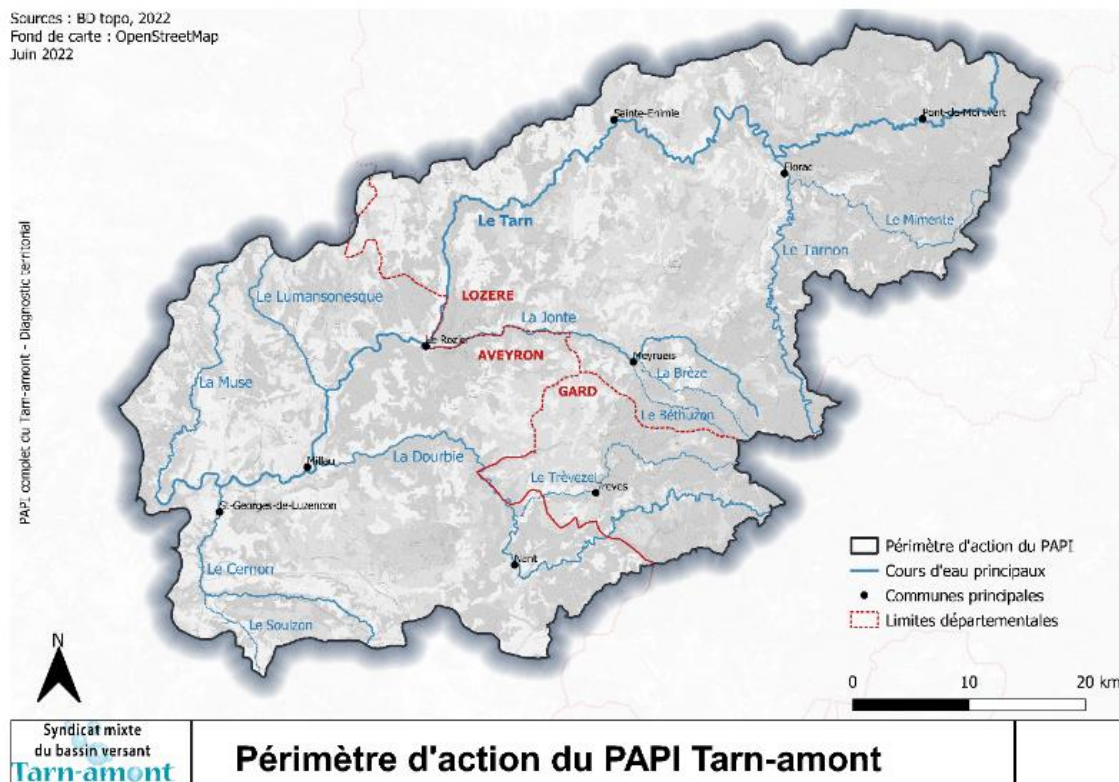 Sources : BD topo, 2022
Fond de carte : OpenStreetMap
Juin 2022
PAPI complet du Tarn-amont - Diagnostic territorial
Sainte-Enimie
Pont-de-Montvert
Florac
Le Mimente
Le Tarn
Le Tarnon
Le Lumansonesque
LOZERE
La Jonte
Le Rozier
AVEYRON
Meyrueis
La Brèze
La Muse
GARD
Le Béthuzon
Millau
La Dourbie
Le Trèvezel
Trèves
St-Georges-de-Luzencon
Nant
Le Cernon
Le Soulzon
Périmètre d'action du PAPI
Cours d'eau principaux
Communes principales
Limites départementales
N
0 10 20 km
Syndicat mixte
du bassin versant
Tarn-amont
Périmètre d'action du PAPI Tarn-amont